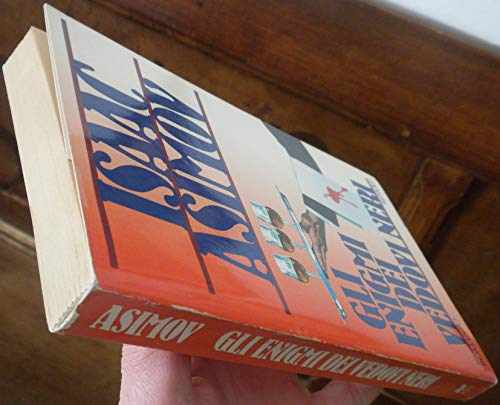 ISAAC
ASIMOV
GLI
ENIGMI
DEI
VEDOVI NERI
ASIMOV GLI ENIGMI DEI VEDOVI NERI